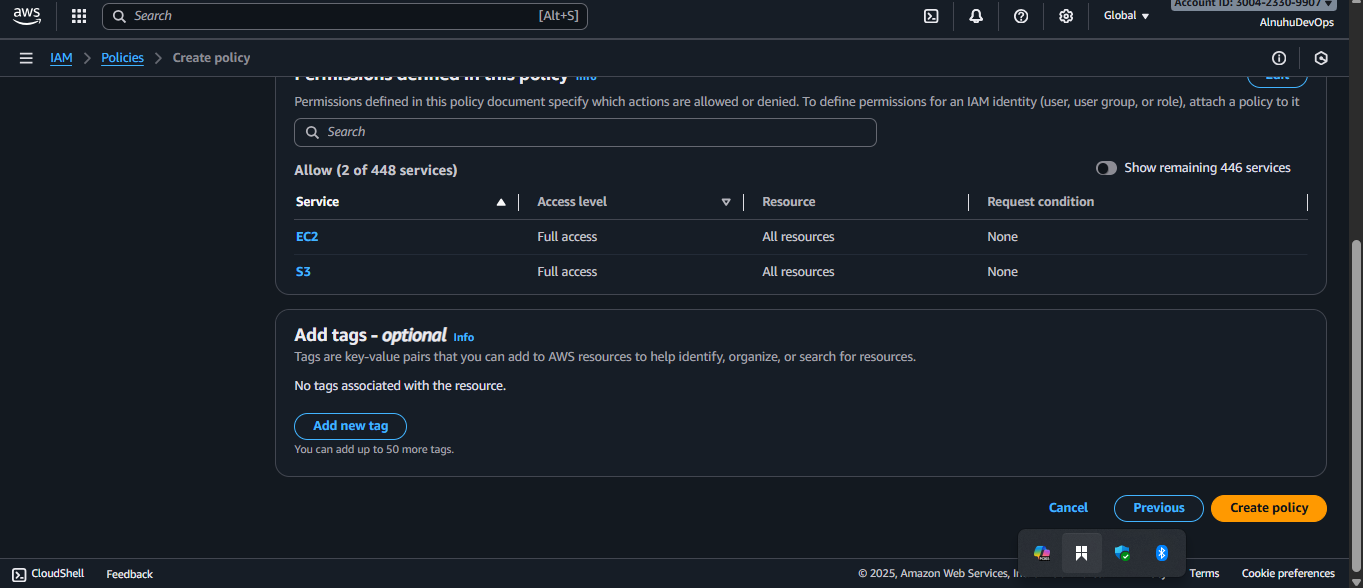 aws
Search [Alt+S]
Global
Account ID: 3004-2330-9907
AlnuhuDevOps
IAM > Policies > Create policy
Permissions defined in this policy Info
Edit
Permissions defined in this policy document specify which actions are allowed or denied. To define permissions for an IAM identity (user, user group, or role), attach a policy to it
Search
Allow (2 of 448 services)
Show remaining 446 services
Service Access level Resource Request condition
EC2 Full access All resources None
S3 Full access All resources None
Add tags - optional Info
Tags are key-value pairs that you can add to AWS resources to help identify, organize, or search for resources.
No tags associated with the resource.
Add new tag
You can add up to 50 more tags.
Cancel Previous Create policy
CloudShell Feedback
© 2025, Amazon Web Services, Terms Cookie preferences